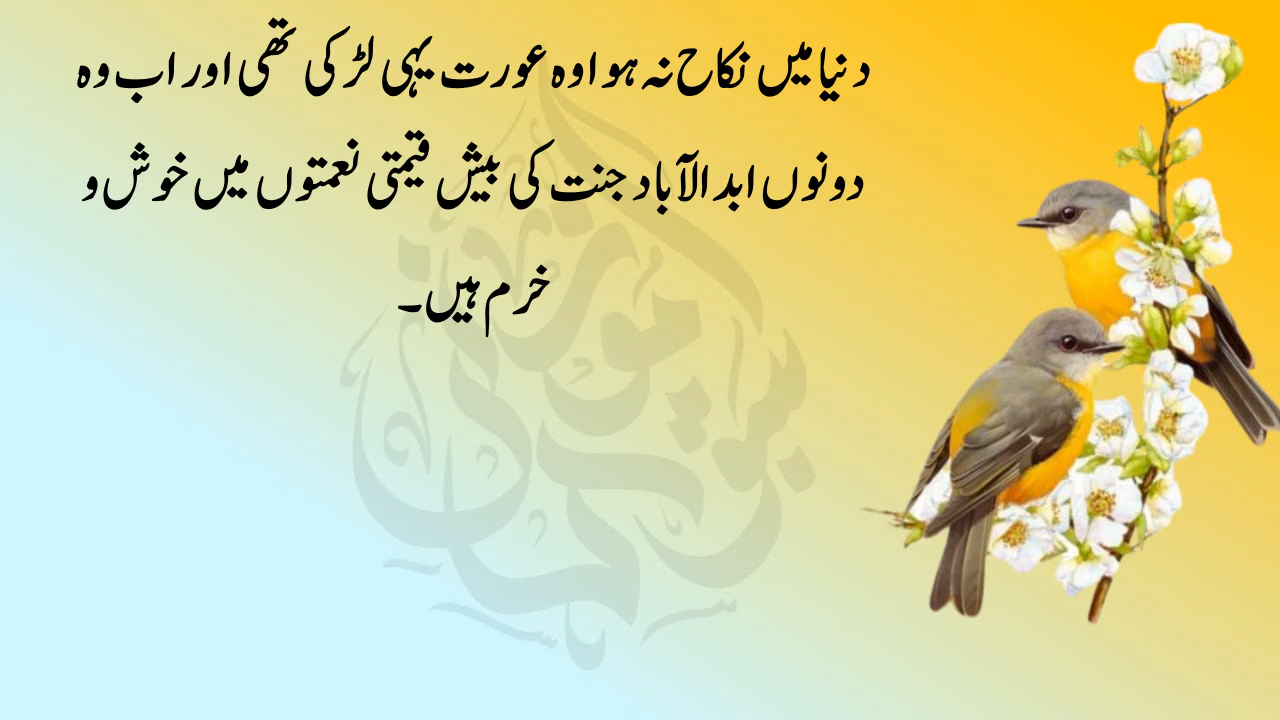 دنیا میں نکاح نہ ہوا وہ عورت یہی لڑکی تھی اور اب وہ
دونوں ابدالآباد جنت کی بیش قیمتی نعمتوں میں خوش و
خرم ہیں۔